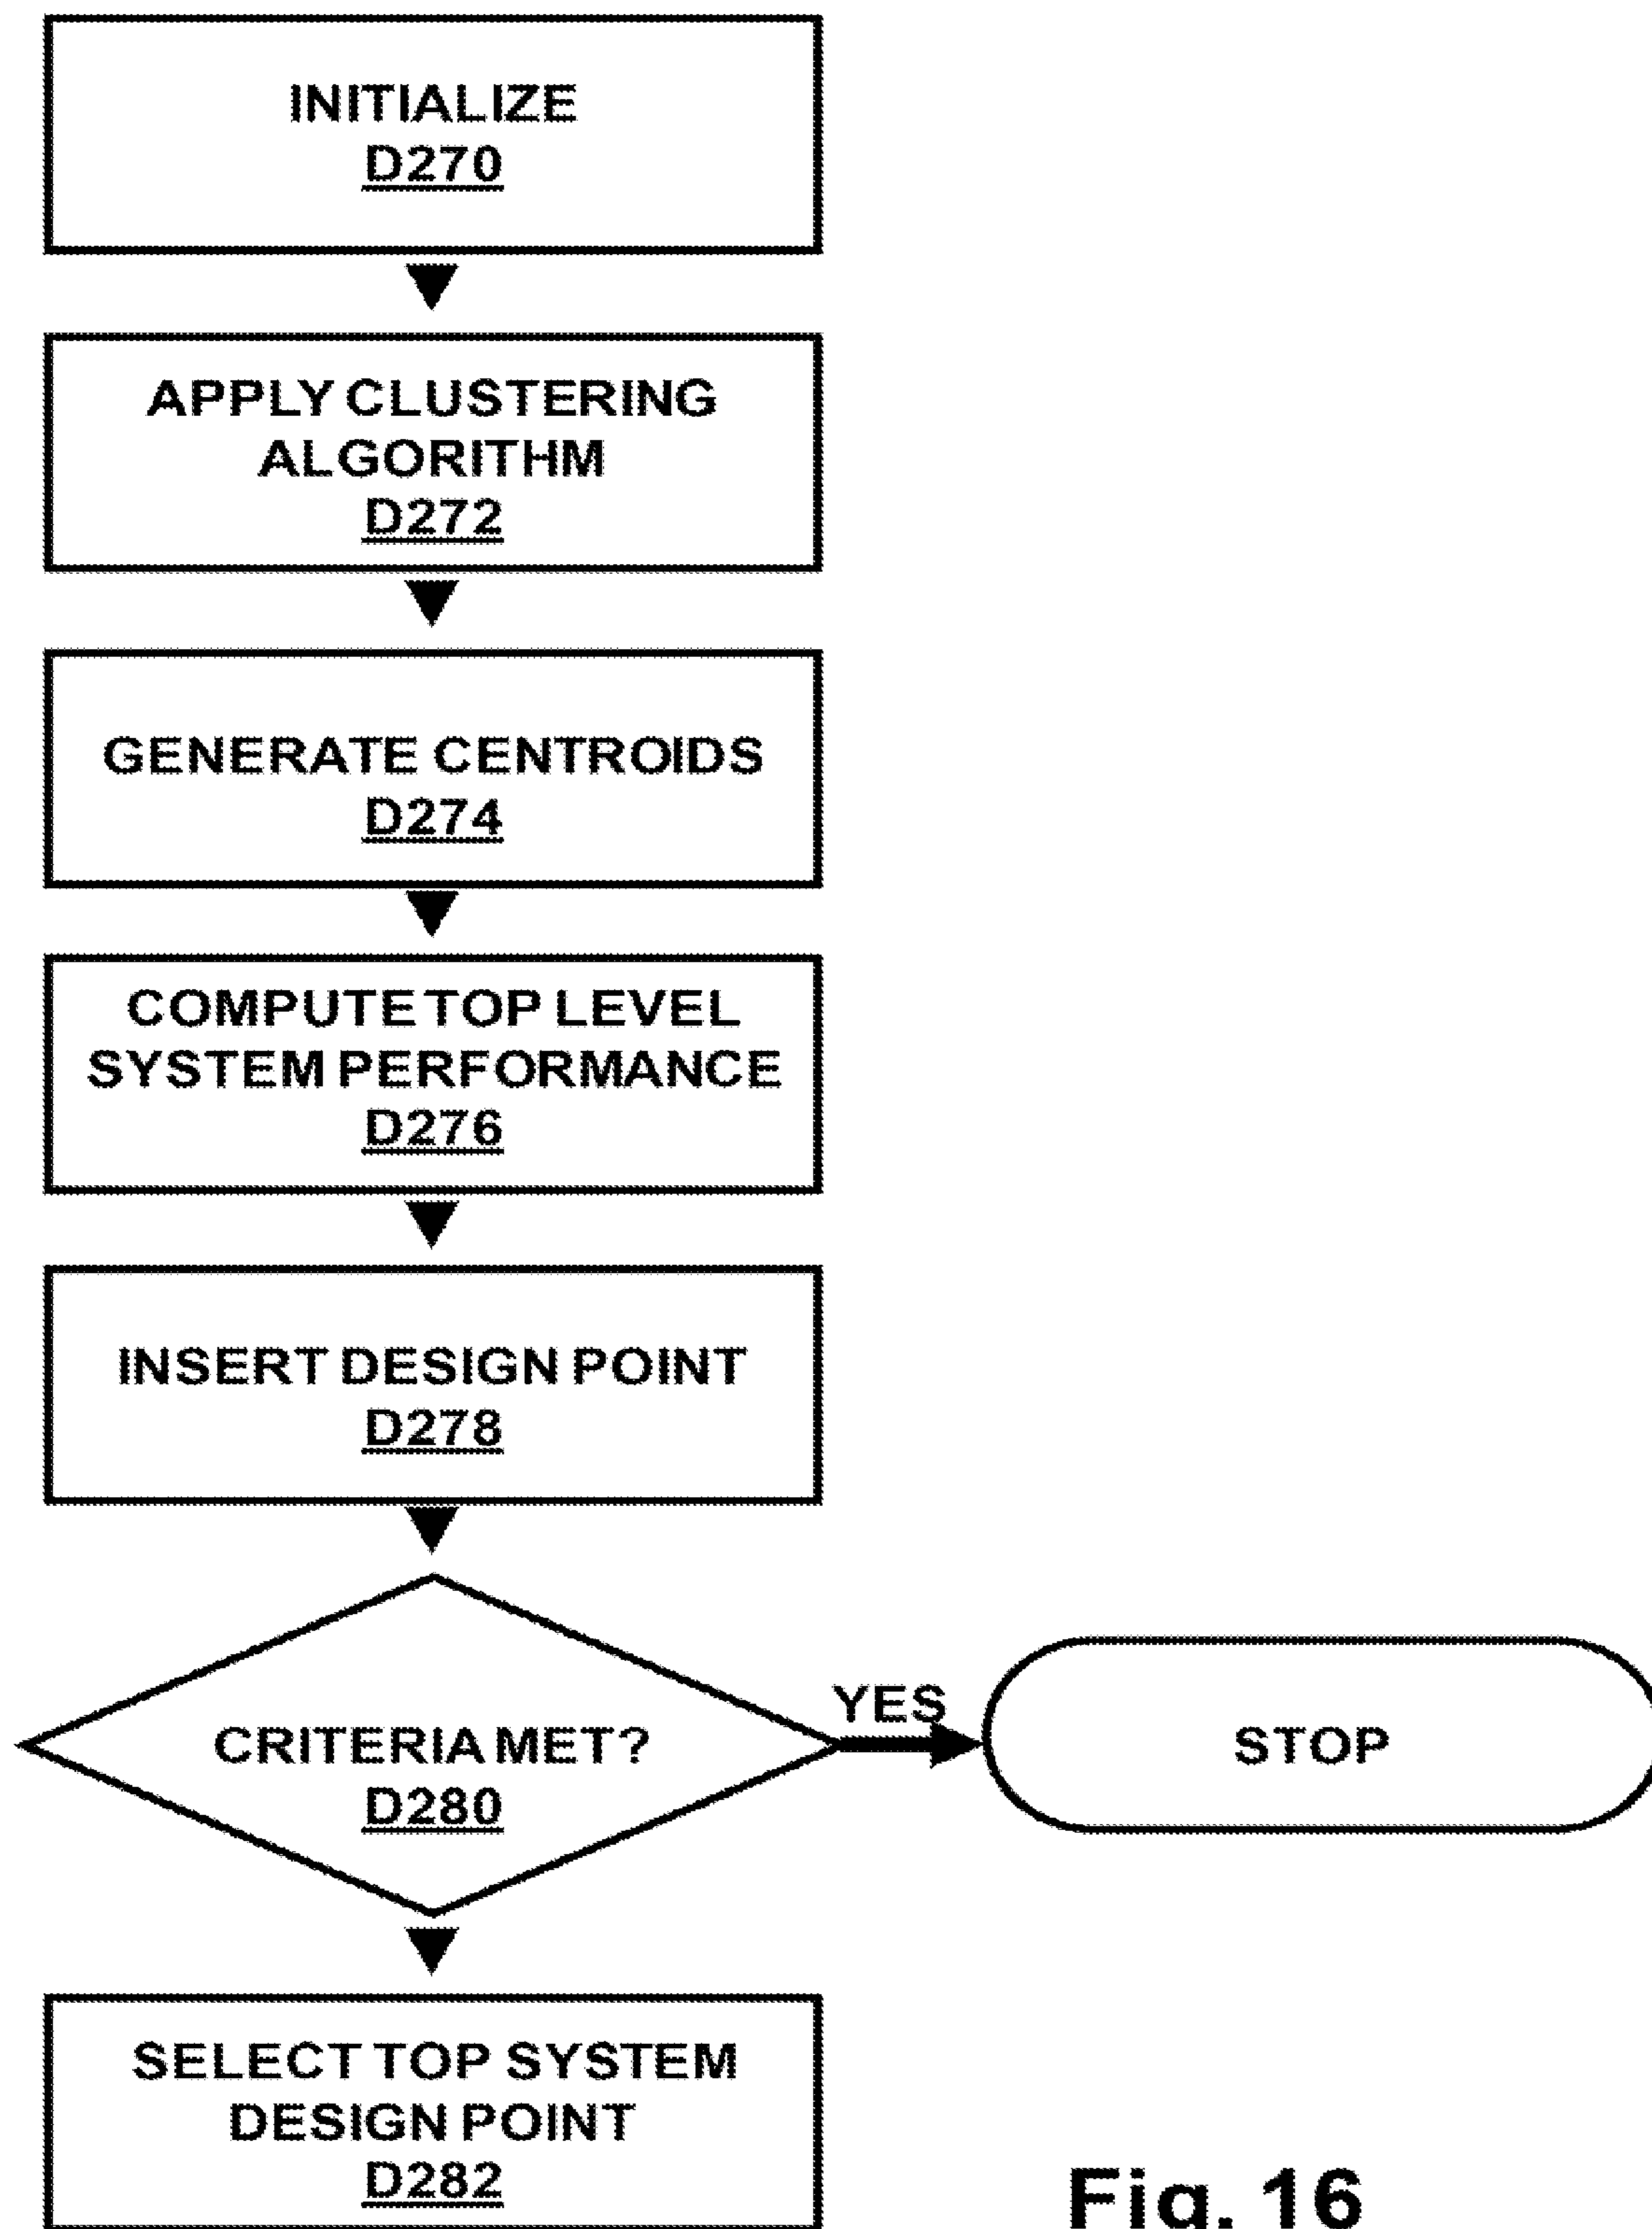 INITIALIZE
D270
APPLY CLUSTERING
ALGORITHM
D272
GENERATE CENTROIDS
D274
COMPUTE TOP LEVEL
SYSTEM PERFORMANCE
D276
INSERT DESIGN POINT
D278
CRITERIA MET?
D280
YES
STOP
SELECT TOP SYSTEM
DESIGN POINT
D282
Fig. 16